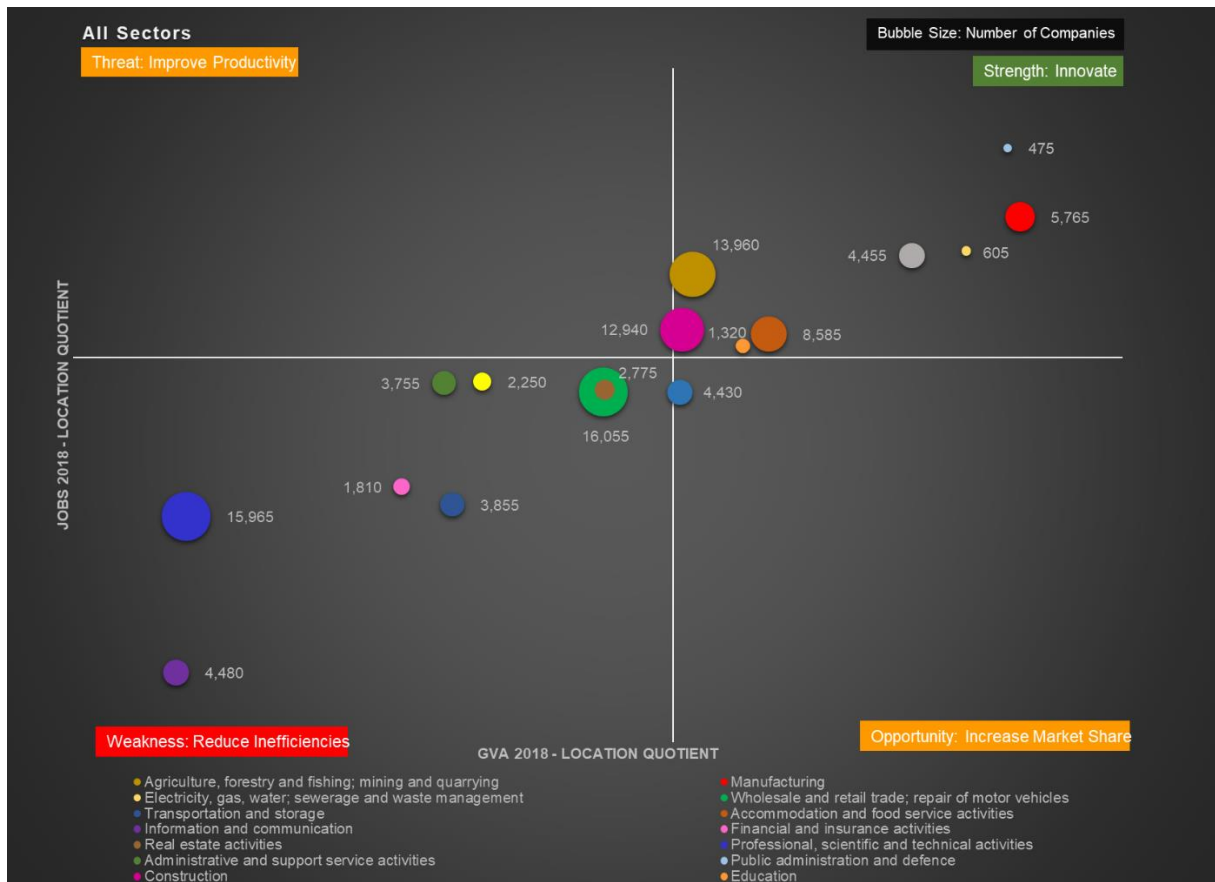 All Sectors
Bubble Size: Number of Companies
Threat: Improve Productivity
Strength: Innovate
475
5,765
13,960
4,455
605
12,940
1,320
8,585
3,755
2,250
2,775
4,430
16,055
1,810
3,855
15,965
4,480
JOBS 2018 - LOCATION QUOTIENT
Weakness: Reduce Inefficiencies
Opportunity: Increase Market Share
GVA 2018 - LOCATION QUOTIENT
Agriculture, forestry and fishing; mining and quarrying
Manufacturing
Electricity, gas, water; sewerage and waste management
Wholesale and retail trade; repair of motor vehicles
Transportation and storage
Accommodation and food service activities
Information and communication
Financial and insurance activities
Real estate activities
Professional, scientific and technical activities
Administrative and support service activities
Public administration and defence
Construction
Education